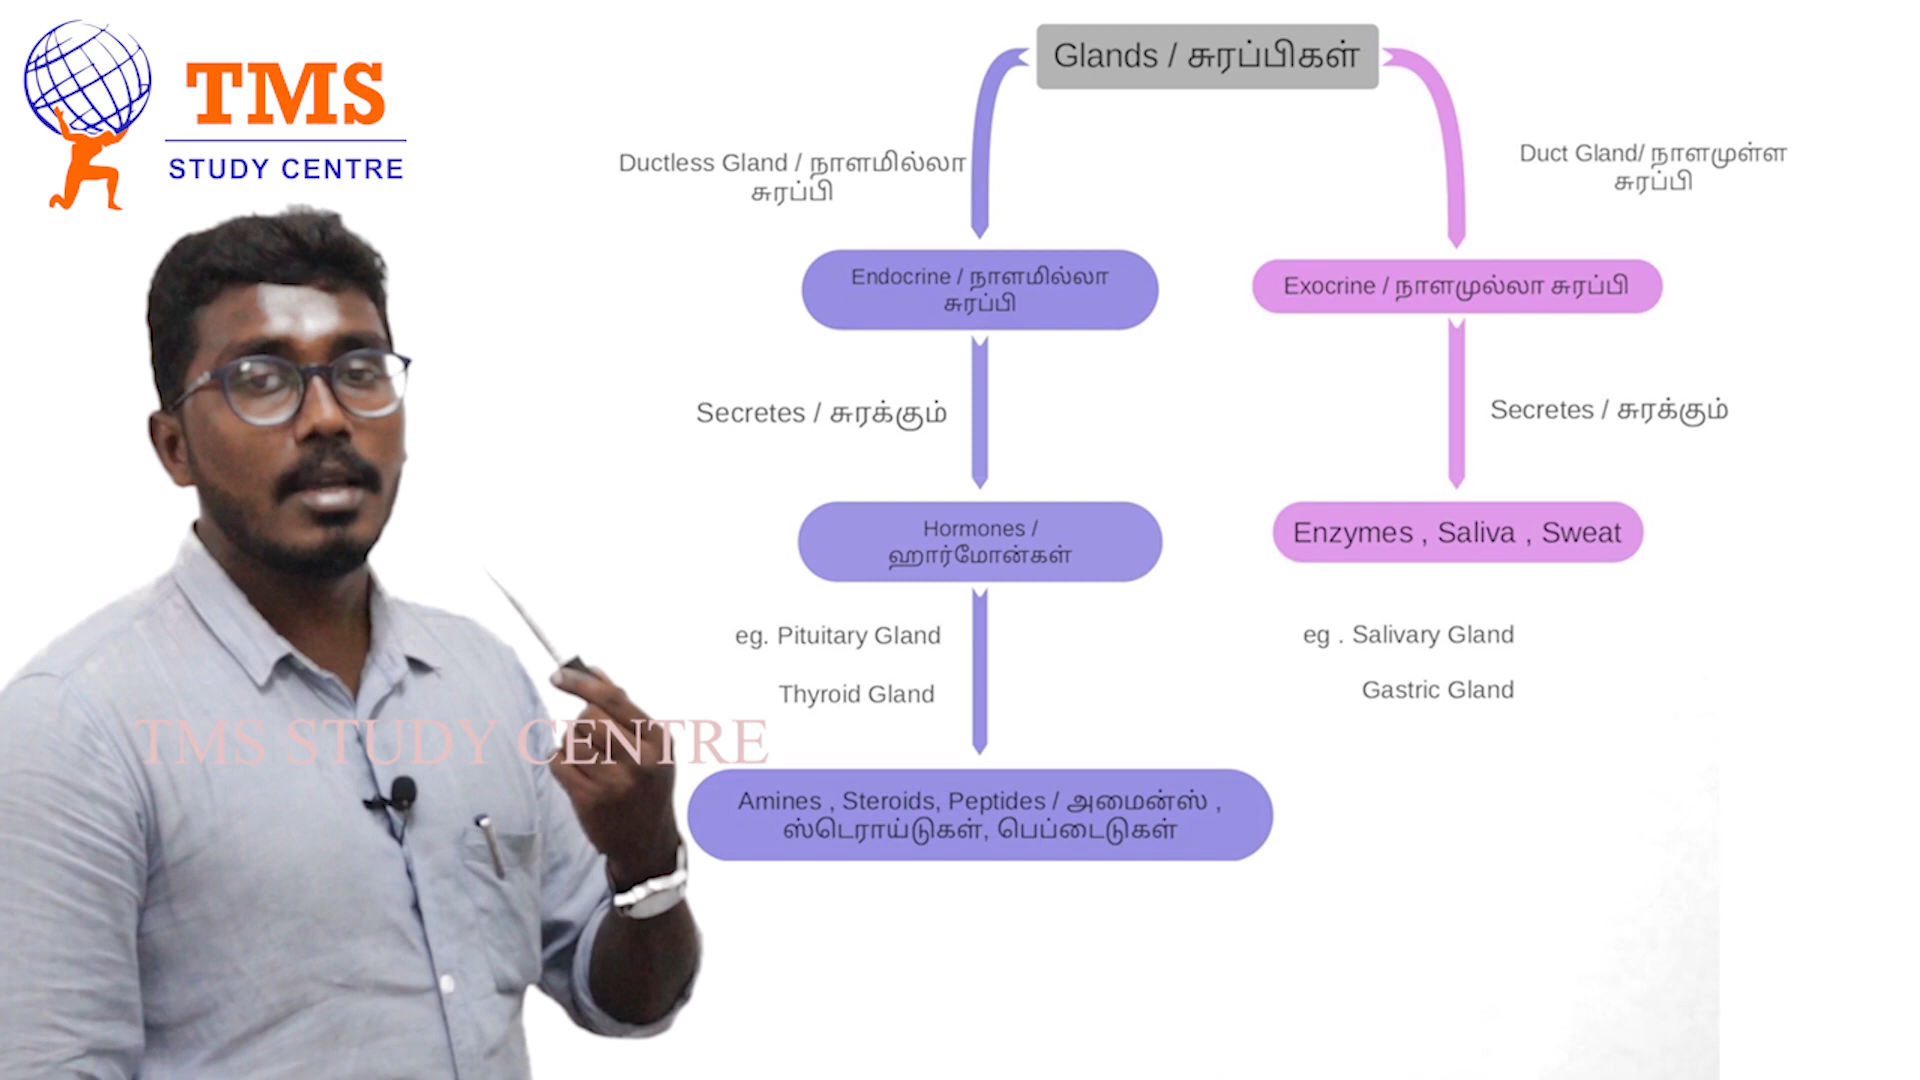 TMS
STUDY CENTRE
Glands / சுரப்பிகள்
Ductless Gland / நாளமில்லா
சுரப்பி
Duct Gland/ நாளமுள்ள
சுரப்பி
Endocrine / நாளமில்லா
சுரப்பி
Exocrine / நாளமுல்லா சுரப்பி
Secretes / சுரக்கும்
Secretes / சுரக்கும்
Hormones /
ஹார்மோன்கள்
Enzymes , Saliva , Sweat
eg. Pituitary Gland
Thyroid Gland
eg . Salivary Gland
Gastric Gland
TMS STUDY CENTRE
Amines , Steroids, Peptides / அமைன்ஸ் ,
ஸ்டெராய்டுகள், பெப்டைடுகள்